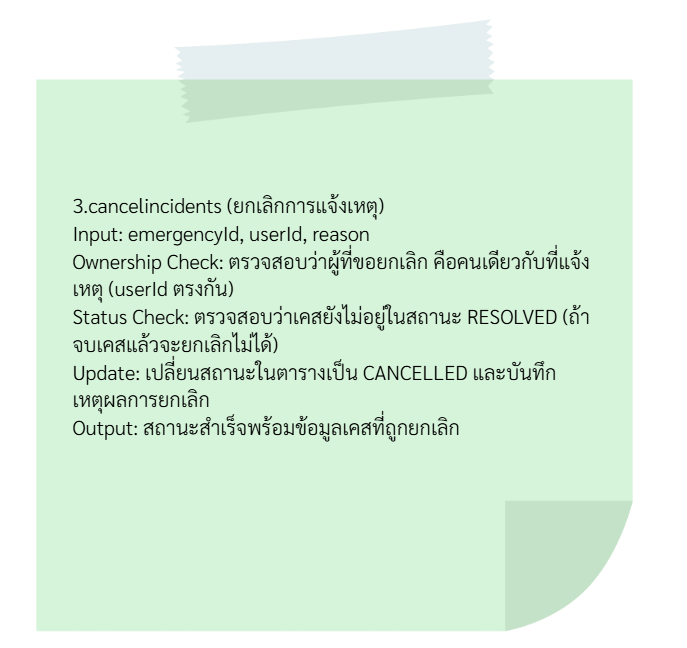 3.cancelincidents (ยกเลิกการแจ้งเหตุ)
Input: emergencyId, userId, reason
Ownership Check: ตรวจสอบว่าผู้ที่ขอยกเลิก คือคนเดียวกับที่แจ้ง
เหตุ (userId ตรงกัน)
Status Check: ตรวจสอบว่าเคสยังไม่อยู่ในสถานะ RESOLVED (ถ้า
จบเคสแล้วจะยกเลิกไม่ได้)
Update: เปลี่ยนสถานะในตารางเป็น CANCELLED และบันทึก
เหตุผลการยกเลิก
Output: สถานะสำเร็จพร้อมข้อมูลเคสที่ถูกยกเลิก